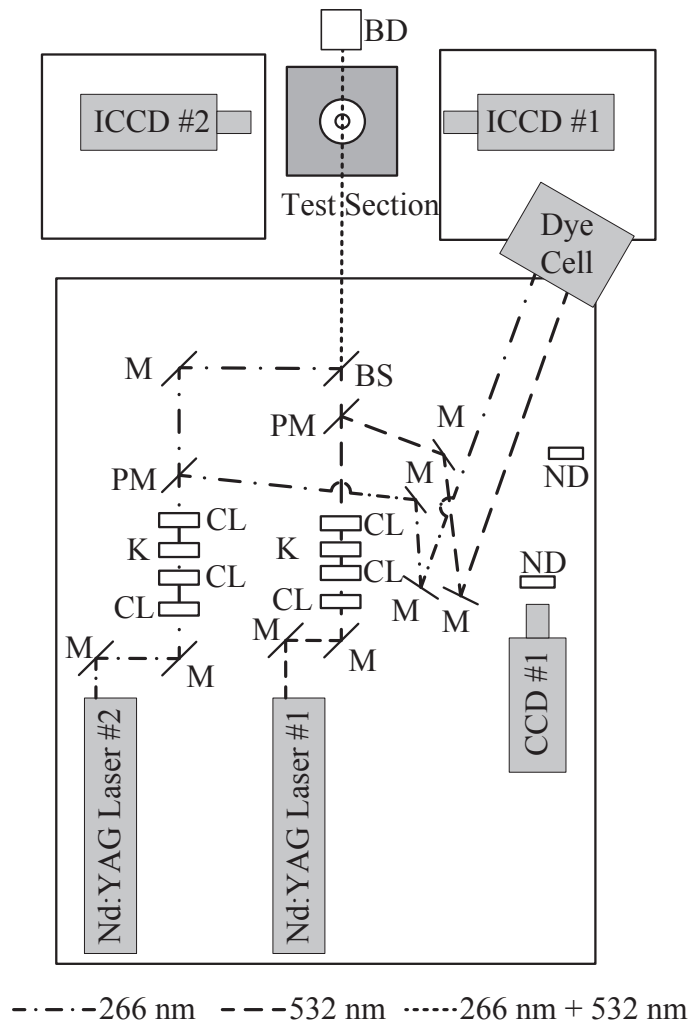 BD
ICCD #2
ICCD #1
Test Section
Dye
Cell
M
BS
PM
M
M
ND
PM
CL
CL
K
K
CL
CL
ND
CL
CL
M
M
M
M
M
M
Nd:YAG Laser #2
Nd:YAG Laser #1
CCD #1
266 nm
532 nm
266 nm + 532 nm